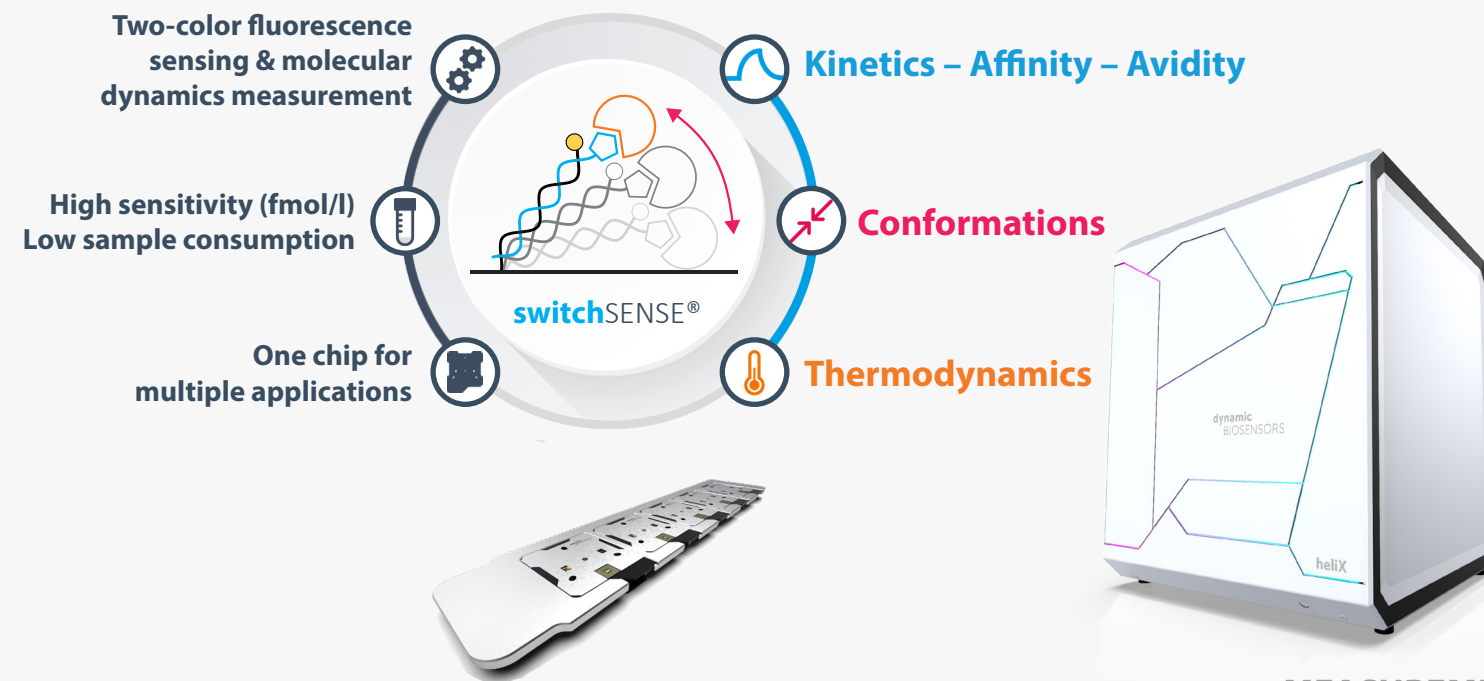 Two-color fluorescence
sensing & molecular
dynamics measurement
High sensitivity (fmol/l)
Low sample consumption
One chip for
multiple applications
switchSENSE®
Kinetics – Affinity – Avidity
Conformations
Thermodynamics
dynamic
BIOSENSORS
heliX